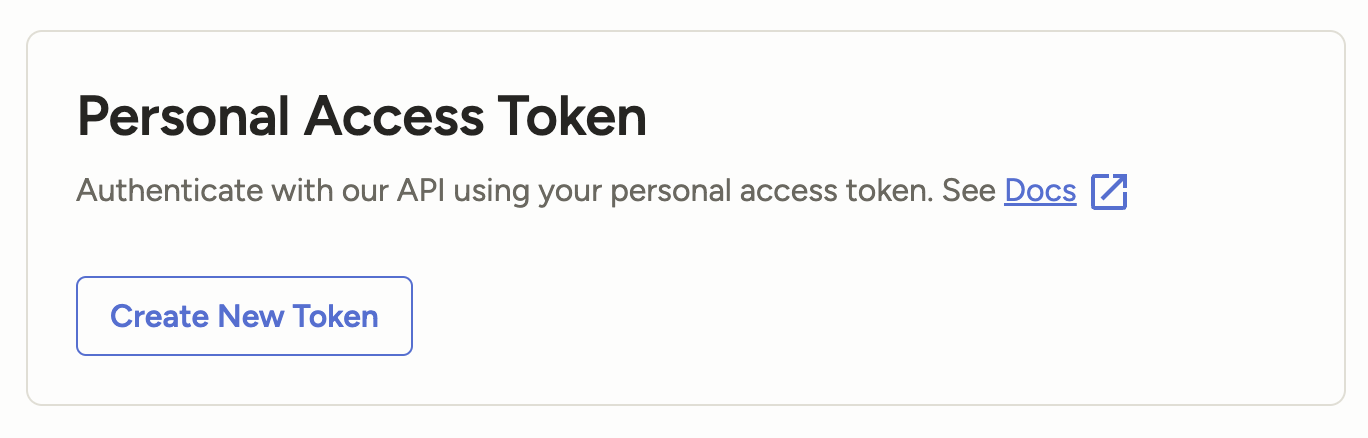 Personal Access Token
Authenticate with our API using your personal access token. See Docs
Create New Token